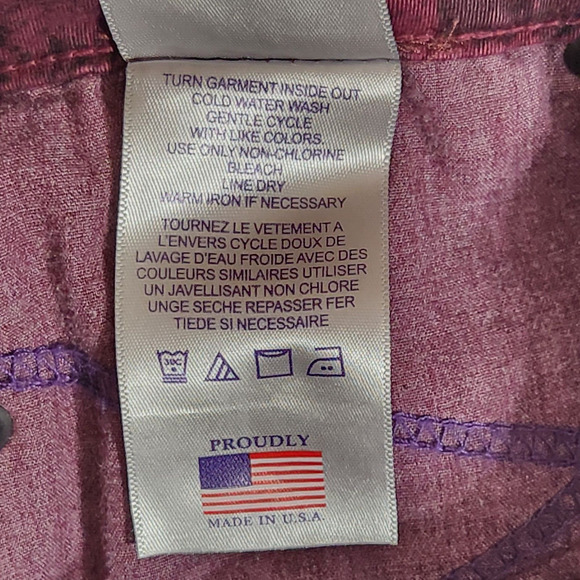 TURN GARMENT INSIDE OUT
COLD WATER WASH
GENTLE CYCLE
WITH LIKE COLORS.
USE ONLY NON-CHLORINE
BLEACH
LINE DRY
WARM IRON IF NECESSARY
TOURNEZ LE VETEMENT A
L'ENVERS CYCLE DOUX DE
LAVAGE D'EAU FROIDE AVEC DES
COULEURS SIMILAIRES UTILISER
UN JAVELLISANT NON CHLORE
UNGE SECHE REPASSER FER
TIEDE SI NECESSAIRE
30C
PROUDLY
MADE IN U.S.A.